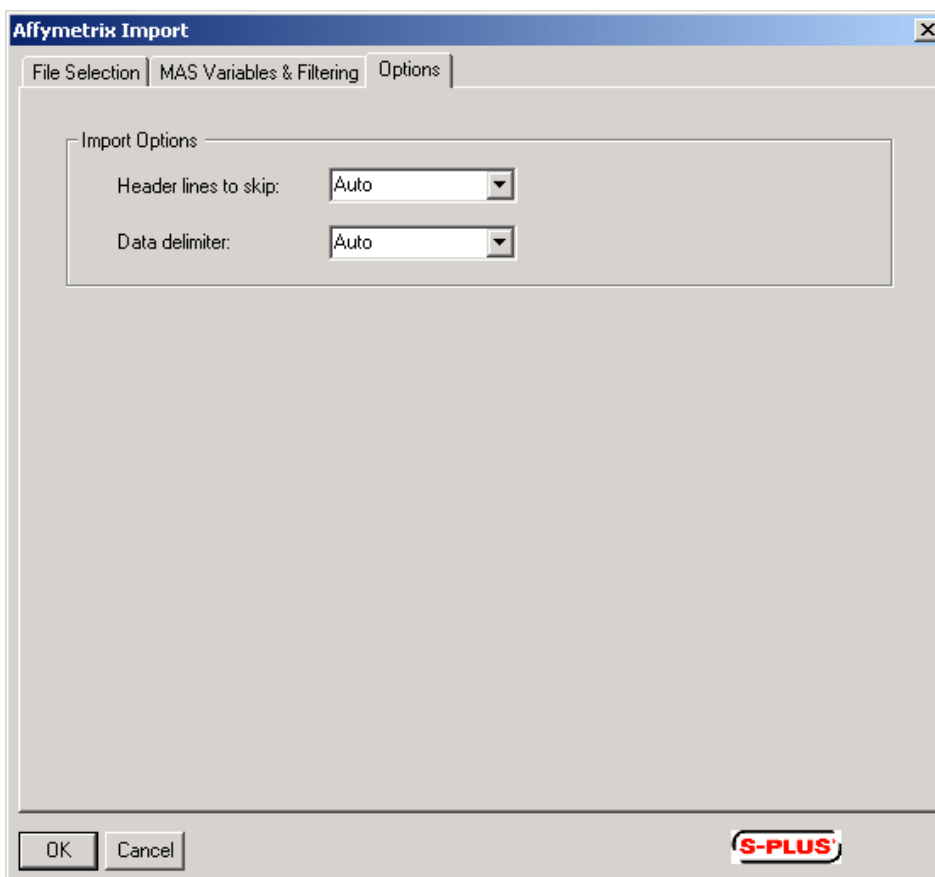 Affymetrix Import
File Selection MAS Variables & Filtering Options
Import Options
Header lines to skip: Auto
Data delimiter: Auto
OK Cancel S-PLUS'